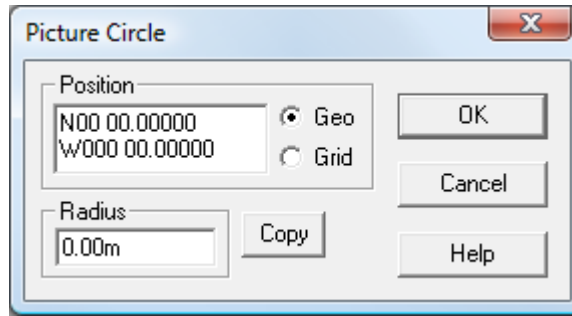 Picture Circle
Position
N00 00.00000
W000 00.00000
Geo
Grid
OK
Cancel
Radius
0.00m
Copy
Help